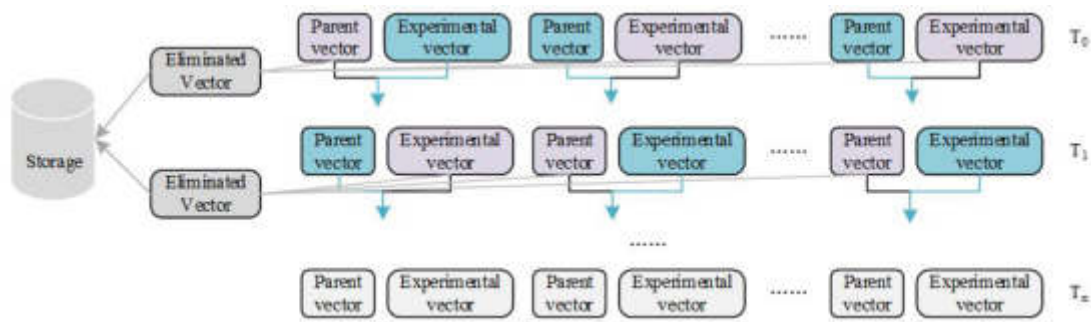 Parent vector Experimental vector Parent vector Experimental vector ...... Parent vector Experimental vector T0
Eliminated Vector
Storage
Parent vector Experimental vector Parent vector Experimental vector ...... Parent vector Experimental vector T1
Eliminated Vector
......
Parent vector Experimental vector Parent vector Experimental vector ...... Parent vector Experimental vector Tn